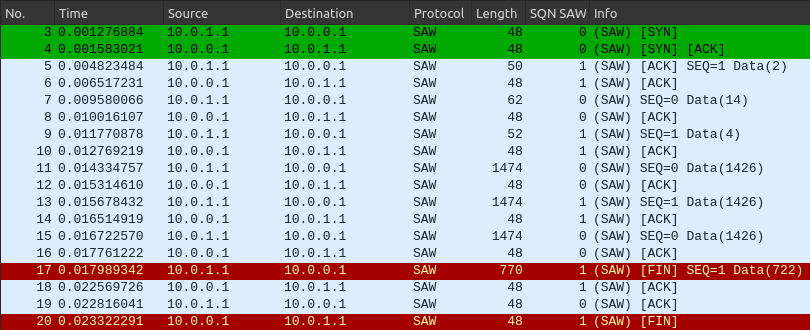 No. Time Source Destination Protocol Length SQN SAW Info
3 0.001276884 10.0.1.1 10.0.0.1 SAW 48 0 (SAW) [SYN]
4 0.001583021 10.0.0.1 10.0.1.1 SAW 48 0 (SAW) [SYN] [ACK]
5 0.004823484 10.0.1.1 10.0.0.1 SAW 50 1 (SAW) [ACK] SEQ=1 Data(2)
6 0.006517231 10.0.0.1 10.0.1.1 SAW 48 1 (SAW) [ACK]
7 0.009580066 10.0.1.1 10.0.0.1 SAW 62 0 (SAW) SEQ=0 Data(14)
8 0.010016107 10.0.0.1 10.0.1.1 SAW 48 0 (SAW) [ACK]
9 0.011770878 10.0.1.1 10.0.0.1 SAW 52 1 (SAW) SEQ=1 Data(4)
10 0.012769219 10.0.0.1 10.0.1.1 SAW 48 1 (SAW) [ACK]
11 0.014334757 10.0.1.1 10.0.0.1 SAW 1474 0 (SAW) SEQ=0 Data(1426)
12 0.015314610 10.0.0.1 10.0.1.1 SAW 48 0 (SAW) [ACK]
13 0.015678432 10.0.1.1 10.0.0.1 SAW 1474 1 (SAW) SEQ=1 Data(1426)
14 0.016514919 10.0.0.1 10.0.1.1 SAW 48 1 (SAW) [ACK]
15 0.016722570 10.0.1.1 10.0.0.1 SAW 1474 0 (SAW) SEQ=0 Data(1426)
16 0.017761222 10.0.0.1 10.0.1.1 SAW 48 0 (SAW) [ACK]
17 0.017989342 10.0.1.1 10.0.0.1 SAW 770 1 (SAW) [FIN] SEQ=1 Data(722)
18 0.022569726 10.0.0.1 10.0.1.1 SAW 48 1 (SAW) [ACK]
19 0.022816041 10.0.1.1 10.0.0.1 SAW 48 0 (SAW) [ACK]
20 0.023322291 10.0.0.1 10.0.1.1 SAW 48 1 (SAW) [FIN]